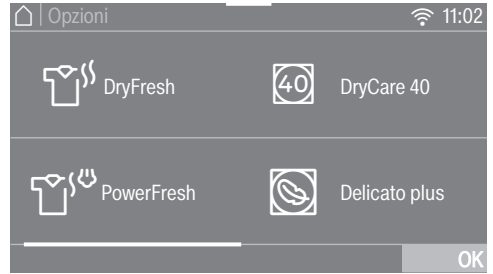 Opzioni 11:02
DryFresh
40 DryCare 40
PowerFresh
Delicato plus
OK